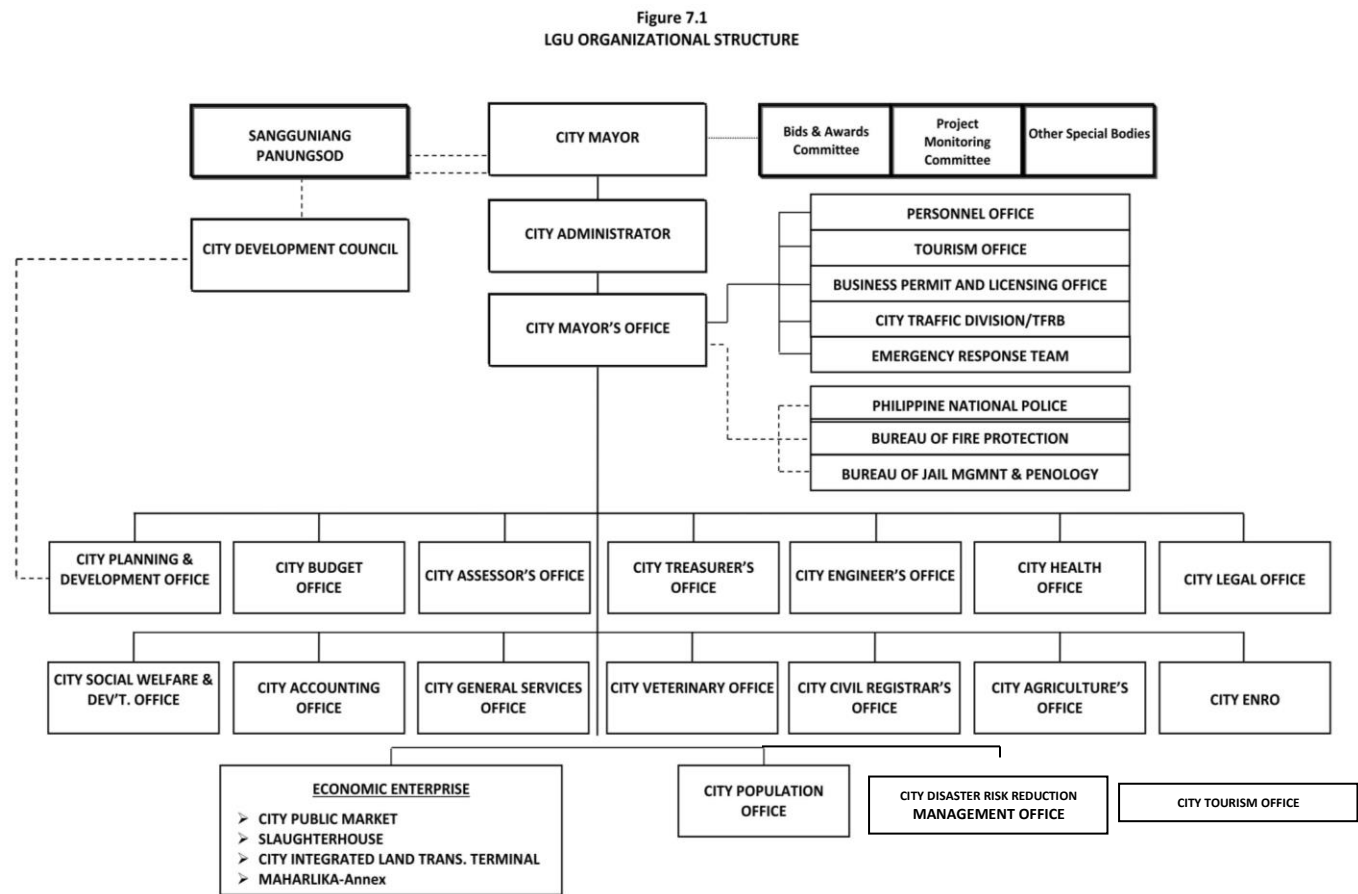 Figure 7.1
LGU ORGANIZATIONAL STRUCTURE
SANGGUNIANG
PANUNGSOD
CITY MAYOR
Bids & Awards
Committee
Project
Monitoring
Committee
Other Special Bodies
CITY DEVELOPMENT COUNCIL
CITY ADMINISTRATOR
CITY MAYOR'S OFFICE
PERSONNEL OFFICE
TOURISM OFFICE
BUSINESS PERMIT AND LICENSING OFFICE
CITY TRAFFIC DIVISION/TFRB
EMERGENCY RESPONSE TEAM
PHILIPPINE NATIONAL POLICE
BUREAU OF FIRE PROTECTION
BUREAU OF JAIL MGMNT & PENOLOGY
CITY PLANNING &
DEVELOPMENT OFFICE
CITY BUDGET
OFFICE
CITY ASSESSOR'S OFFICE
CITY TREASURER'S
OFFICE
CITY ENGINEER'S OFFICE
CITY HEALTH
OFFICE
CITY LEGAL OFFICE
CITY SOCIAL WELFARE &
DEV'T. OFFICE
CITY ACCOUNTING
OFFICE
CITY GENERAL SERVICES
OFFICE
CITY VETERINARY OFFICE
CITY CIVIL REGISTRAR'S
OFFICE
CITY AGRICULTURE'S
OFFICE
CITY ENRO
ECONOMIC ENTERPRISE
➢ CITY PUBLIC MARKET
➢ SLAUGHTERHOUSE
➢ CITY INTEGRATED LAND TRANS. TERMINAL
➢ MAHARLIKA-Annex
CITY POPULATION
OFFICE
CITY DISASTER RISK REDUCTION
MANAGEMENT OFFICE
CITY TOURISM OFFICE